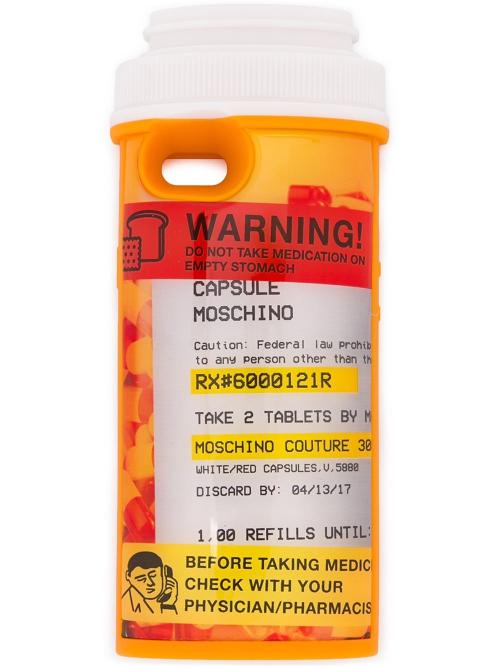 WARNING!
DO NOT TAKE MEDICATION ON
EMPTY STOMACH
CAPSULE
MOSCHINO
Caution: Federal law prohib
to any person other than th
RX#6000121R
TAKE 2 TABLETS BY M
MOSCHINO COUTURE 30
WHITE/RED CAPSULES,V,5880
DISCARD BY: 04/13/17
1,00 REFILLS UNTIL:
BEFORE TAKING MEDIC
CHECK WITH YOUR
PHYSICIAN/PHARMACIS